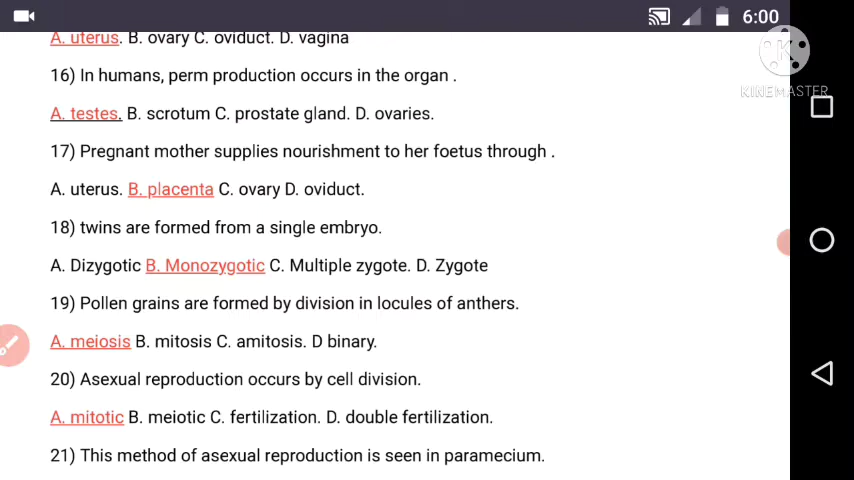 6:00
KINEMASTER
A. uterus. B. ovary C. oviduct. D. vagina
16) In humans, perm production occurs in the organ .
A. testes. B. scrotum C. prostate gland. D. ovaries.
17) Pregnant mother supplies nourishment to her foetus through .
A. uterus. B. placenta C. ovary D. oviduct.
18) twins are formed from a single embryo.
A. Dizygotic B. Monozygotic C. Multiple zygote. D. Zygote
19) Pollen grains are formed by division in locules of anthers.
A. meiosis B. mitosis C. amitosis. D binary.
20) Asexual reproduction occurs by cell division.
A. mitotic B. meiotic C. fertilization. D. double fertilization.
21) This method of asexual reproduction is seen in paramecium.